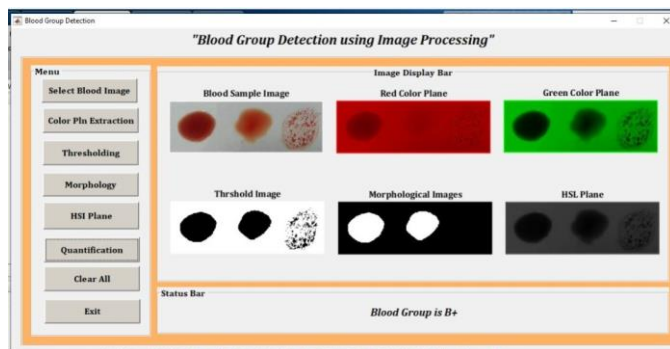 Blood Group Detection
"Blood Group Detection using Image Processing"
Menu
Select Blood Image
Color Pln Extraction
Thresholding
Morphology
HSI Plane
Quantification
Clear All
Exit
Image Display Bar
Blood Sample Image
Red Color Plane
Green Color Plane
Thrshold Image
Morphological Images
HSL Plane
Status Bar
Blood Group is B+